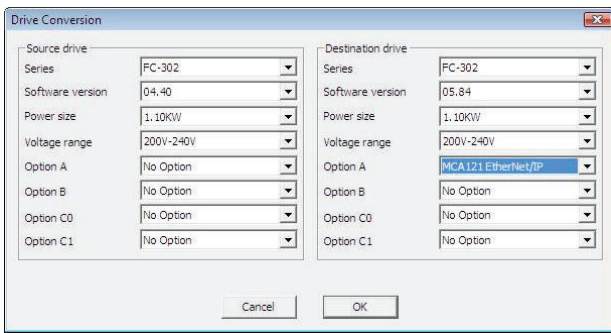 Drive Conversion
Source drive
Series FC-302
Software version 04.40
Power size 1.10KW
Voltage range 200V-240V
Option A No Option
Option B No Option
Option C0 No Option
Option C1 No Option
Destination drive
Series FC-302
Software version 05.84
Power size 1.10KW
Voltage range 200V-240V
Option A MCA121 EtherNet/IP
Option B No Option
Option C0 No Option
Option C1 No Option
Cancel OK